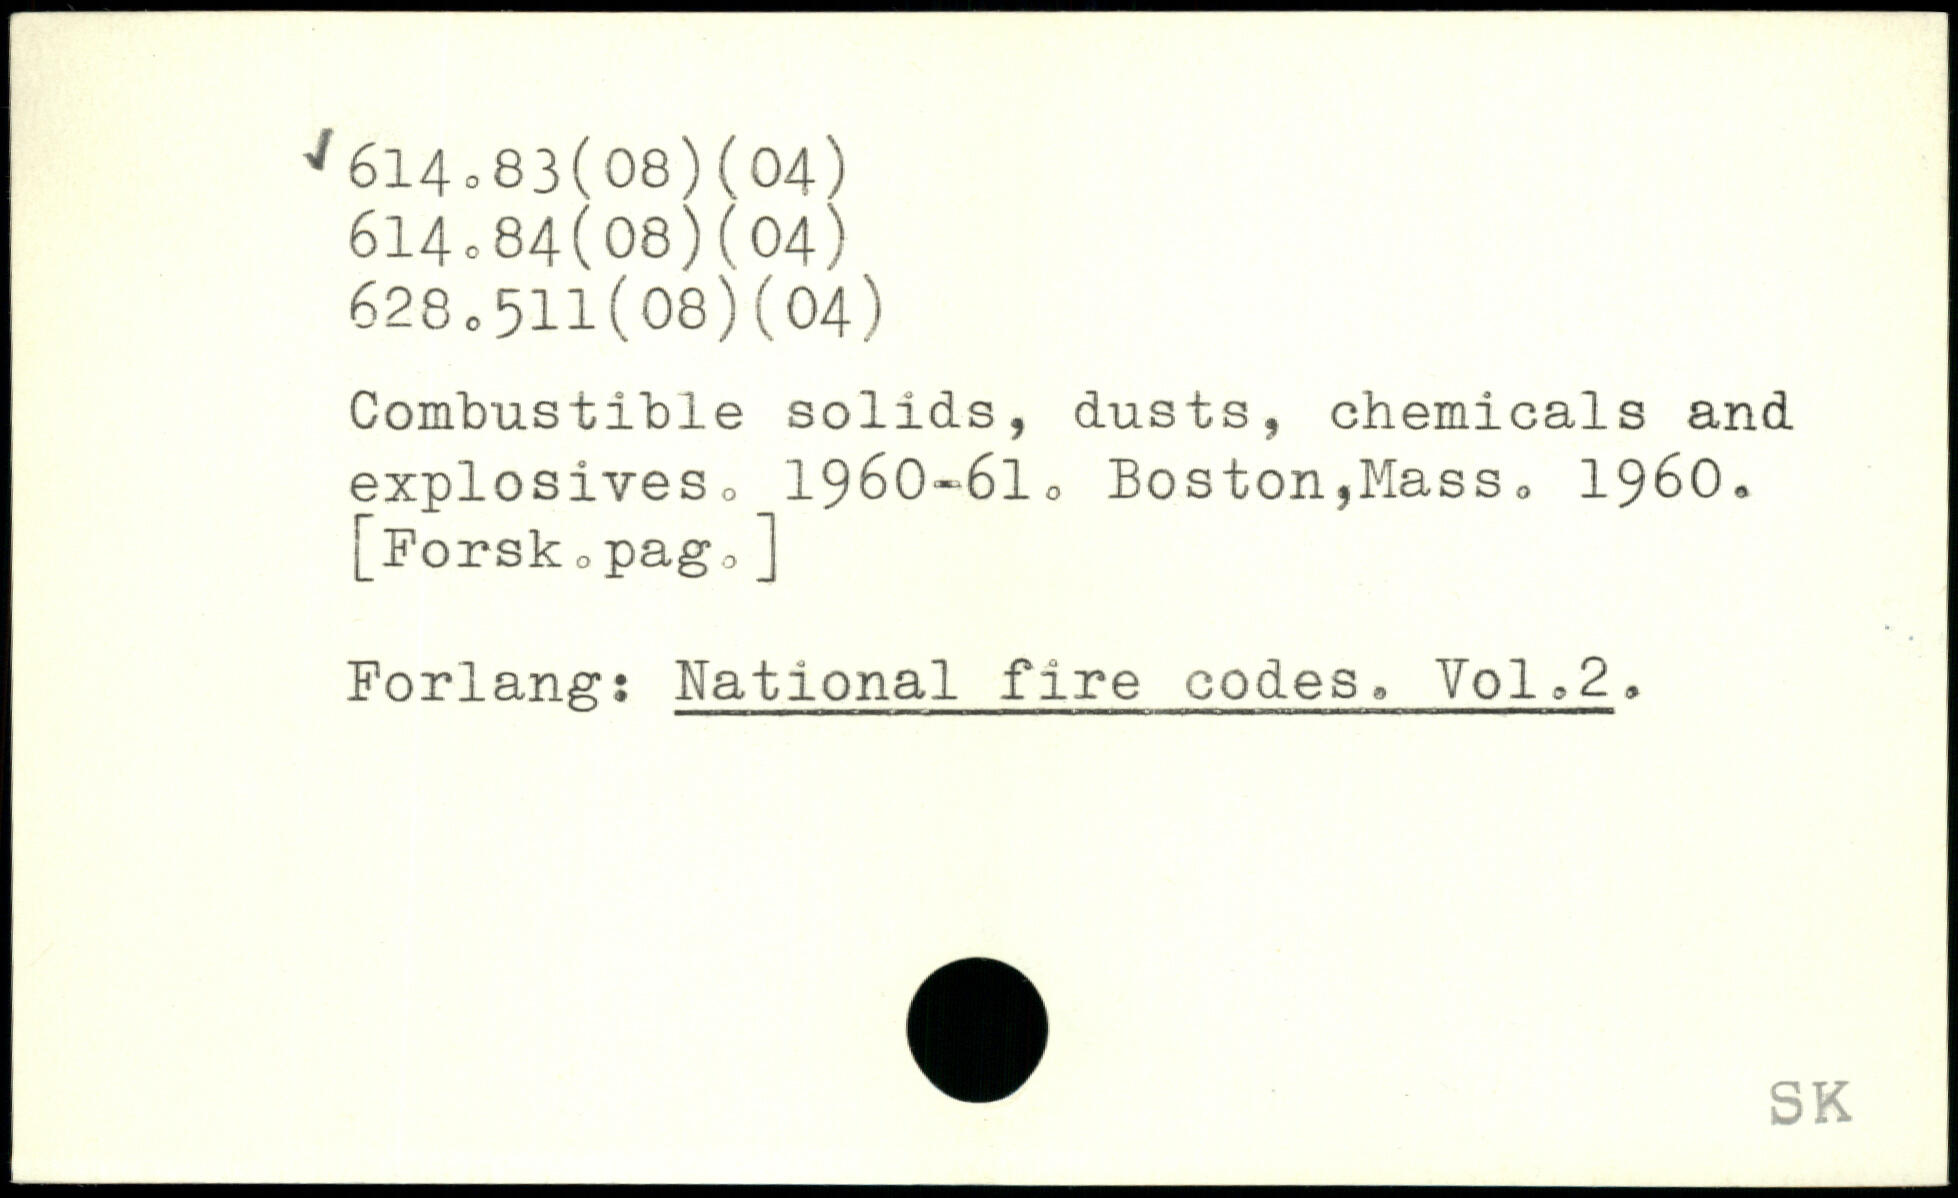 ✓614.83(08)(04)
614.84(08)(04)
628.511(08)(04)
Combustible solids, dusts, chemicals and
explosives. 1960-61. Boston,Mass. 1960.
[Forsk.pag.]
Forlang: National fire codes. Vol.2.
SK